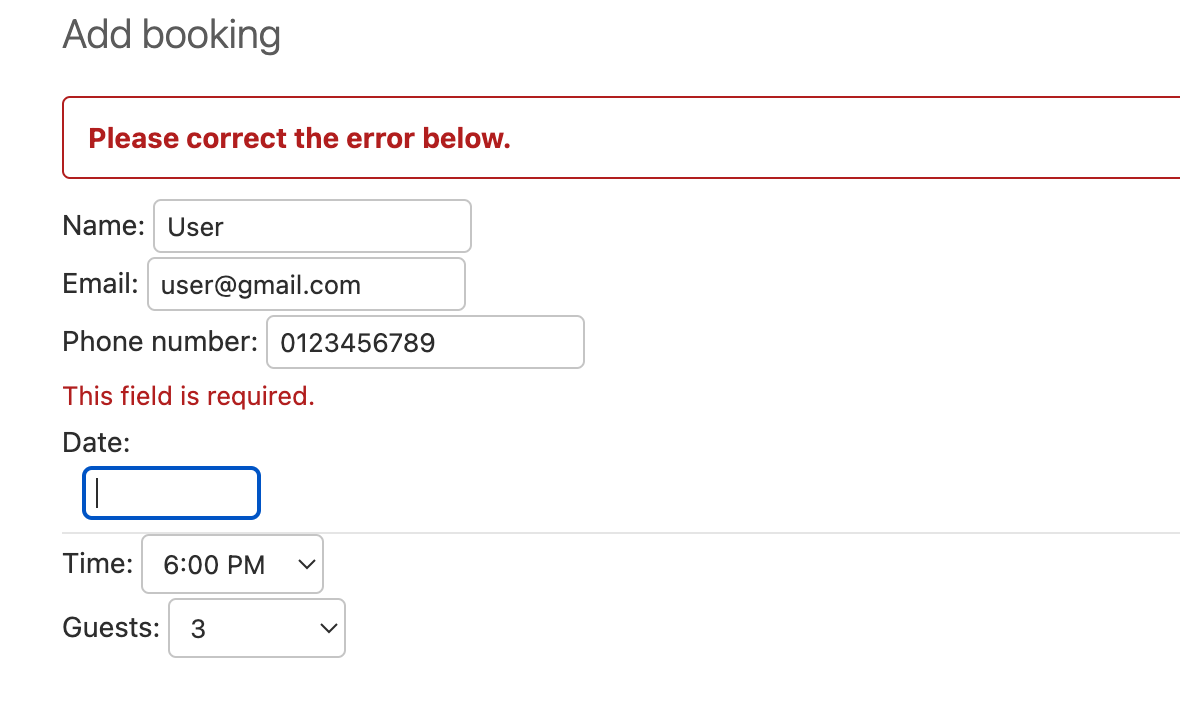 Add booking
Please correct the error below.
Name: User
Email: user@gmail.com
Phone number: 0123456789
This field is required.
Date:
Time: 6:00 PM
Guests: 3